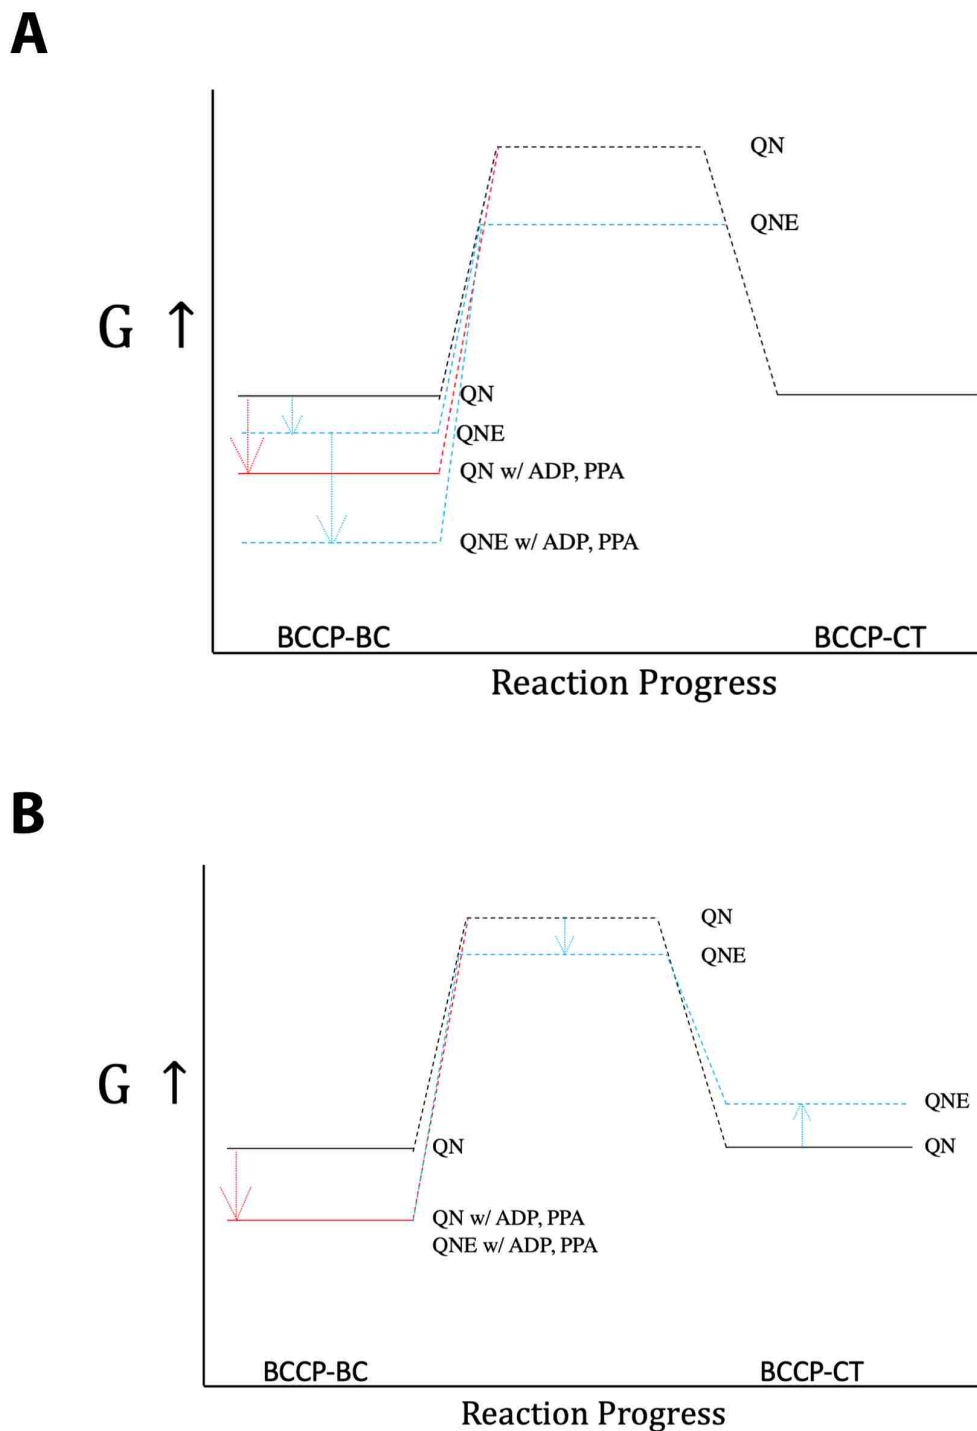 A
QN
QNE
G ↑
QN
QNE
QN w/ ADP, PPA
QNE w/ ADP, PPA
BCCP-BC BCCP-CT
Reaction Progress
B
QN
QNE
G ↑
QNE
QN QN
QN w/ ADP, PPA
QNE w/ ADP, PPA
BCCP-BC BCCP-CT
Reaction Progress